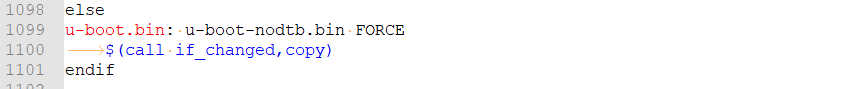 1098 else
1099 u-boot.bin: u-boot-nodtb.bin FORCE
1100 $(call if_changed,copy)
1101 endif